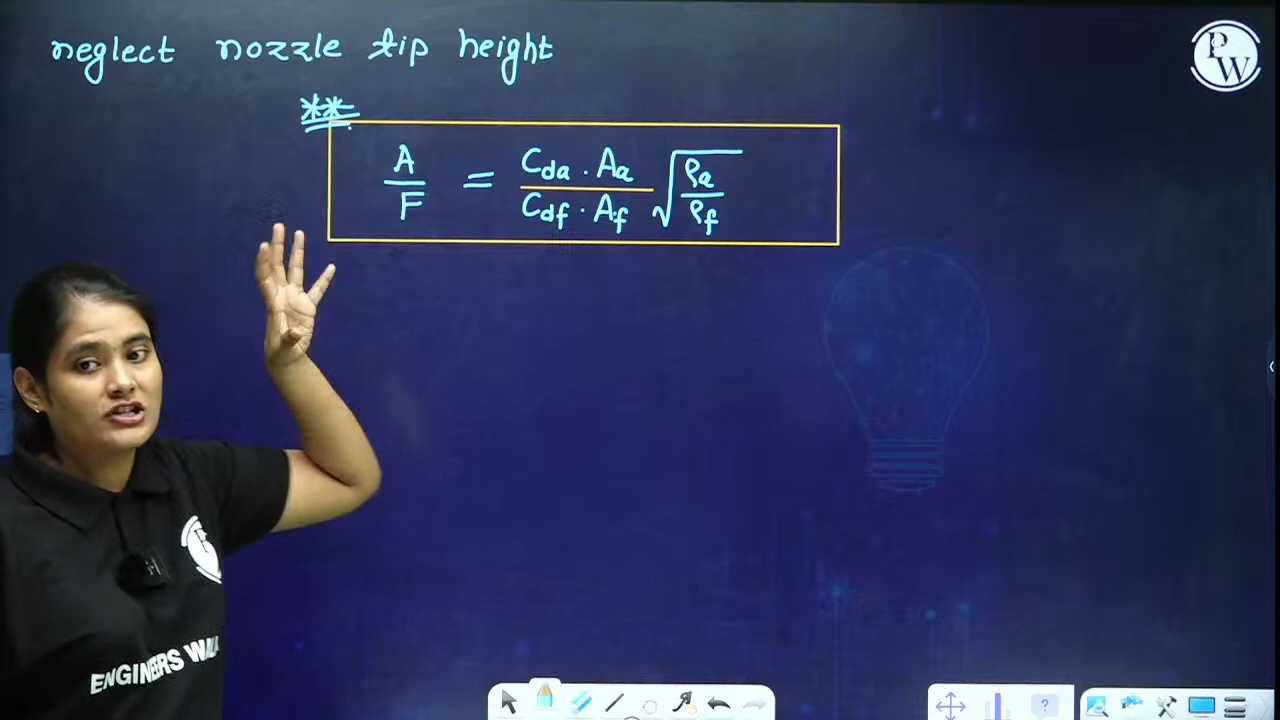 neglect nozzle tip height
PW
**
A/F = Cda . Aa / Cdf . Af √ρa/ρf
ENGINEERS WA
?